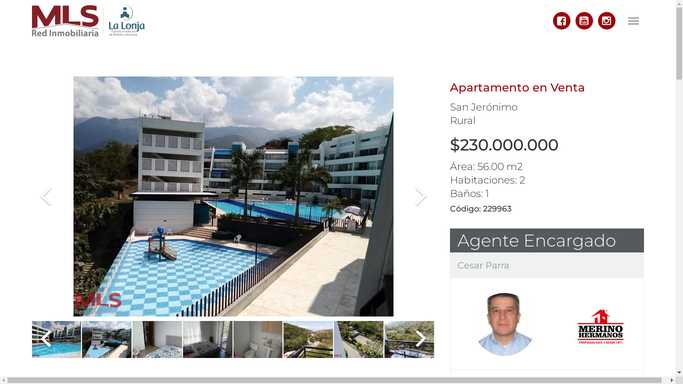 MLS
Red Inmobiliaria
La Lonja
Apartamento en Venta
San Jerónimo
Rural
$230.000.000
Área: 56.00 m2
Habitaciones: 2
Baños: 1
Código: 229963
MLS
Agente Encargado
Cesar Parra
MERINO
HERMANOS